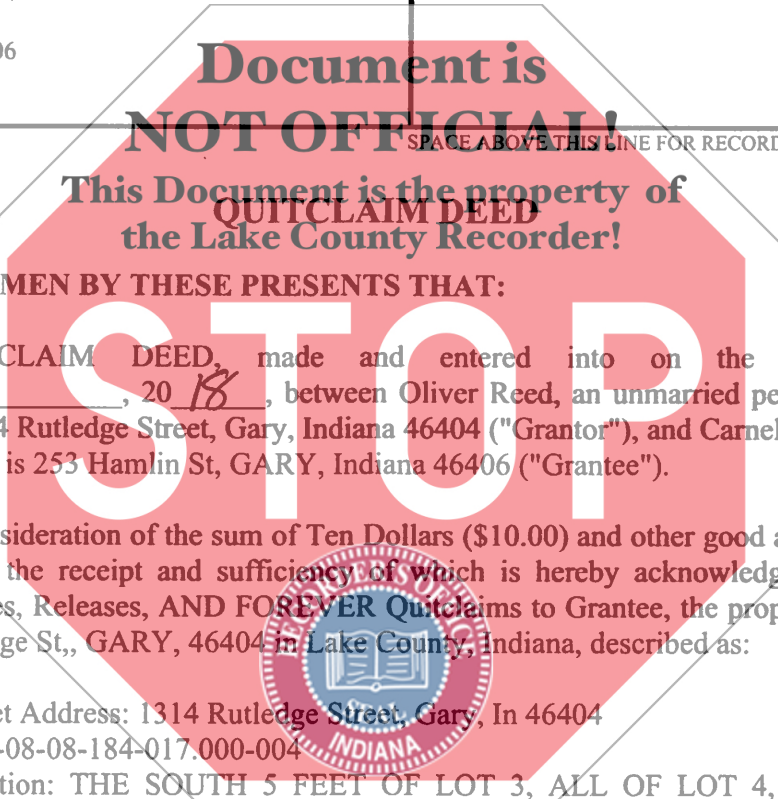 06
Document is
NOT OFFICIAL!
SPACE ABOVE THIS LINE FOR RECORD
This Document is the property of
QUITCLAIM DEED
the Lake County Recorder!
MEN BY THESE PRESENTS THAT:
CLAIM DEED, made and entered into on the
, 20 18 , between Oliver Reed, an unmarried pe
4 Rutledge Street, Gary, Indiana 46404 ("Grantor"), and Carnel
is 253 Hamlin St, GARY, Indiana 46406 ("Grantee").
STOP
sideration of the sum of Ten Dollars ($10.00) and other good a
the receipt and sufficiency of which is hereby acknowledg
es, Releases, AND FOREVER Quitclaims to Grantee, the prop
ge St,, GARY, 46404 in Lake County, Indiana, described as:
RECORDER'S OFFICE
SEAL
INDIANA
et Address: 1314 Rutledge Street, Gary, In 46404
-08-08-184-017.000-004
tion: THE SOUTH 5 FEET OF LOT 3, ALL OF LOT 4,